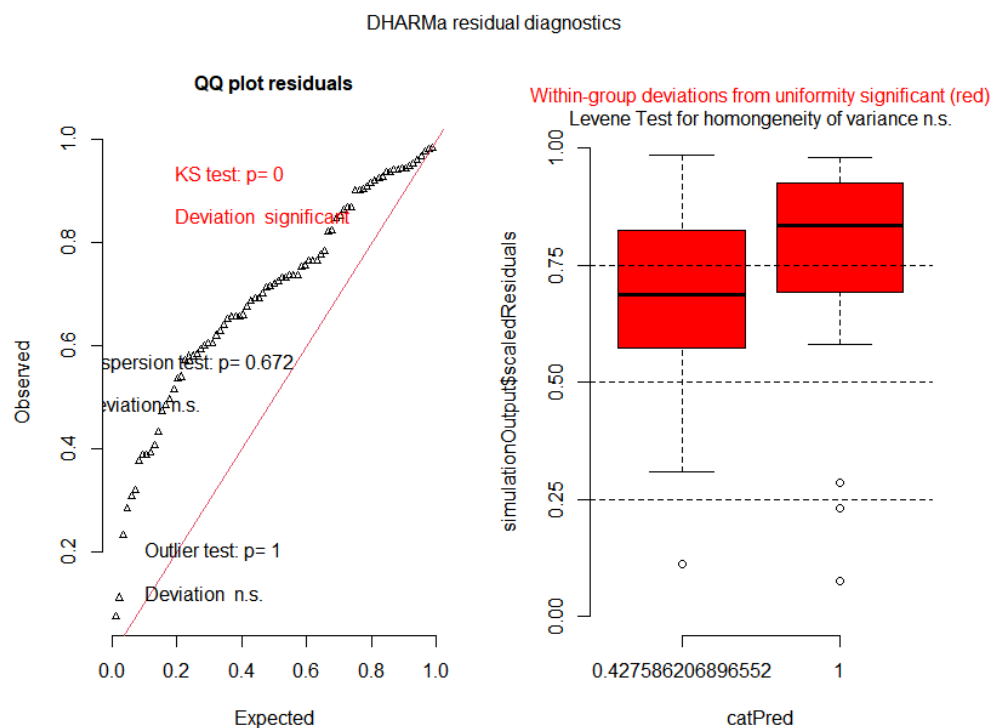 DHARMa residual diagnostics
QQ plot residuals
KS test: p= 0
Deviation  significant
spersion test: p= 0.672
eviation n.s.
Outlier test: p= 1
Deviation  n.s.
Observed
1.0
0.8
0.6
0.4
0.2
0.0
0.2
0.4
0.6
0.8
1.0
Expected
Within-group deviations from uniformity significant (red)
Levene Test for homongeneity of variance n.s.
simulationOutput$scaledResiduals
1.00
0.75
0.50
0.25
0.00
0.427586206896552
1
catPred